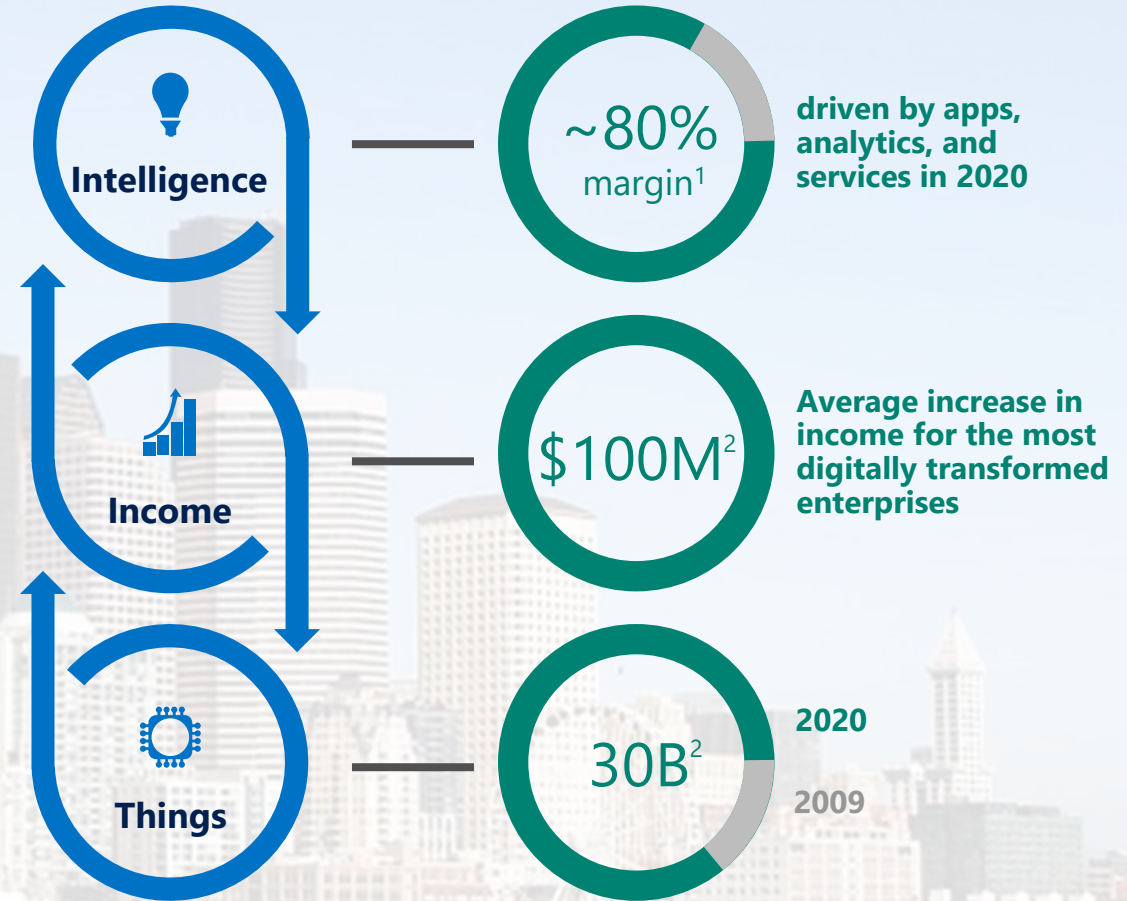 Intelligence
~80%
margin¹
driven by apps,
analytics, and
services in 2020
Income
$100M²
Average increase in
income for the most
digitally transformed
enterprises
Things
30B²
2020
2009